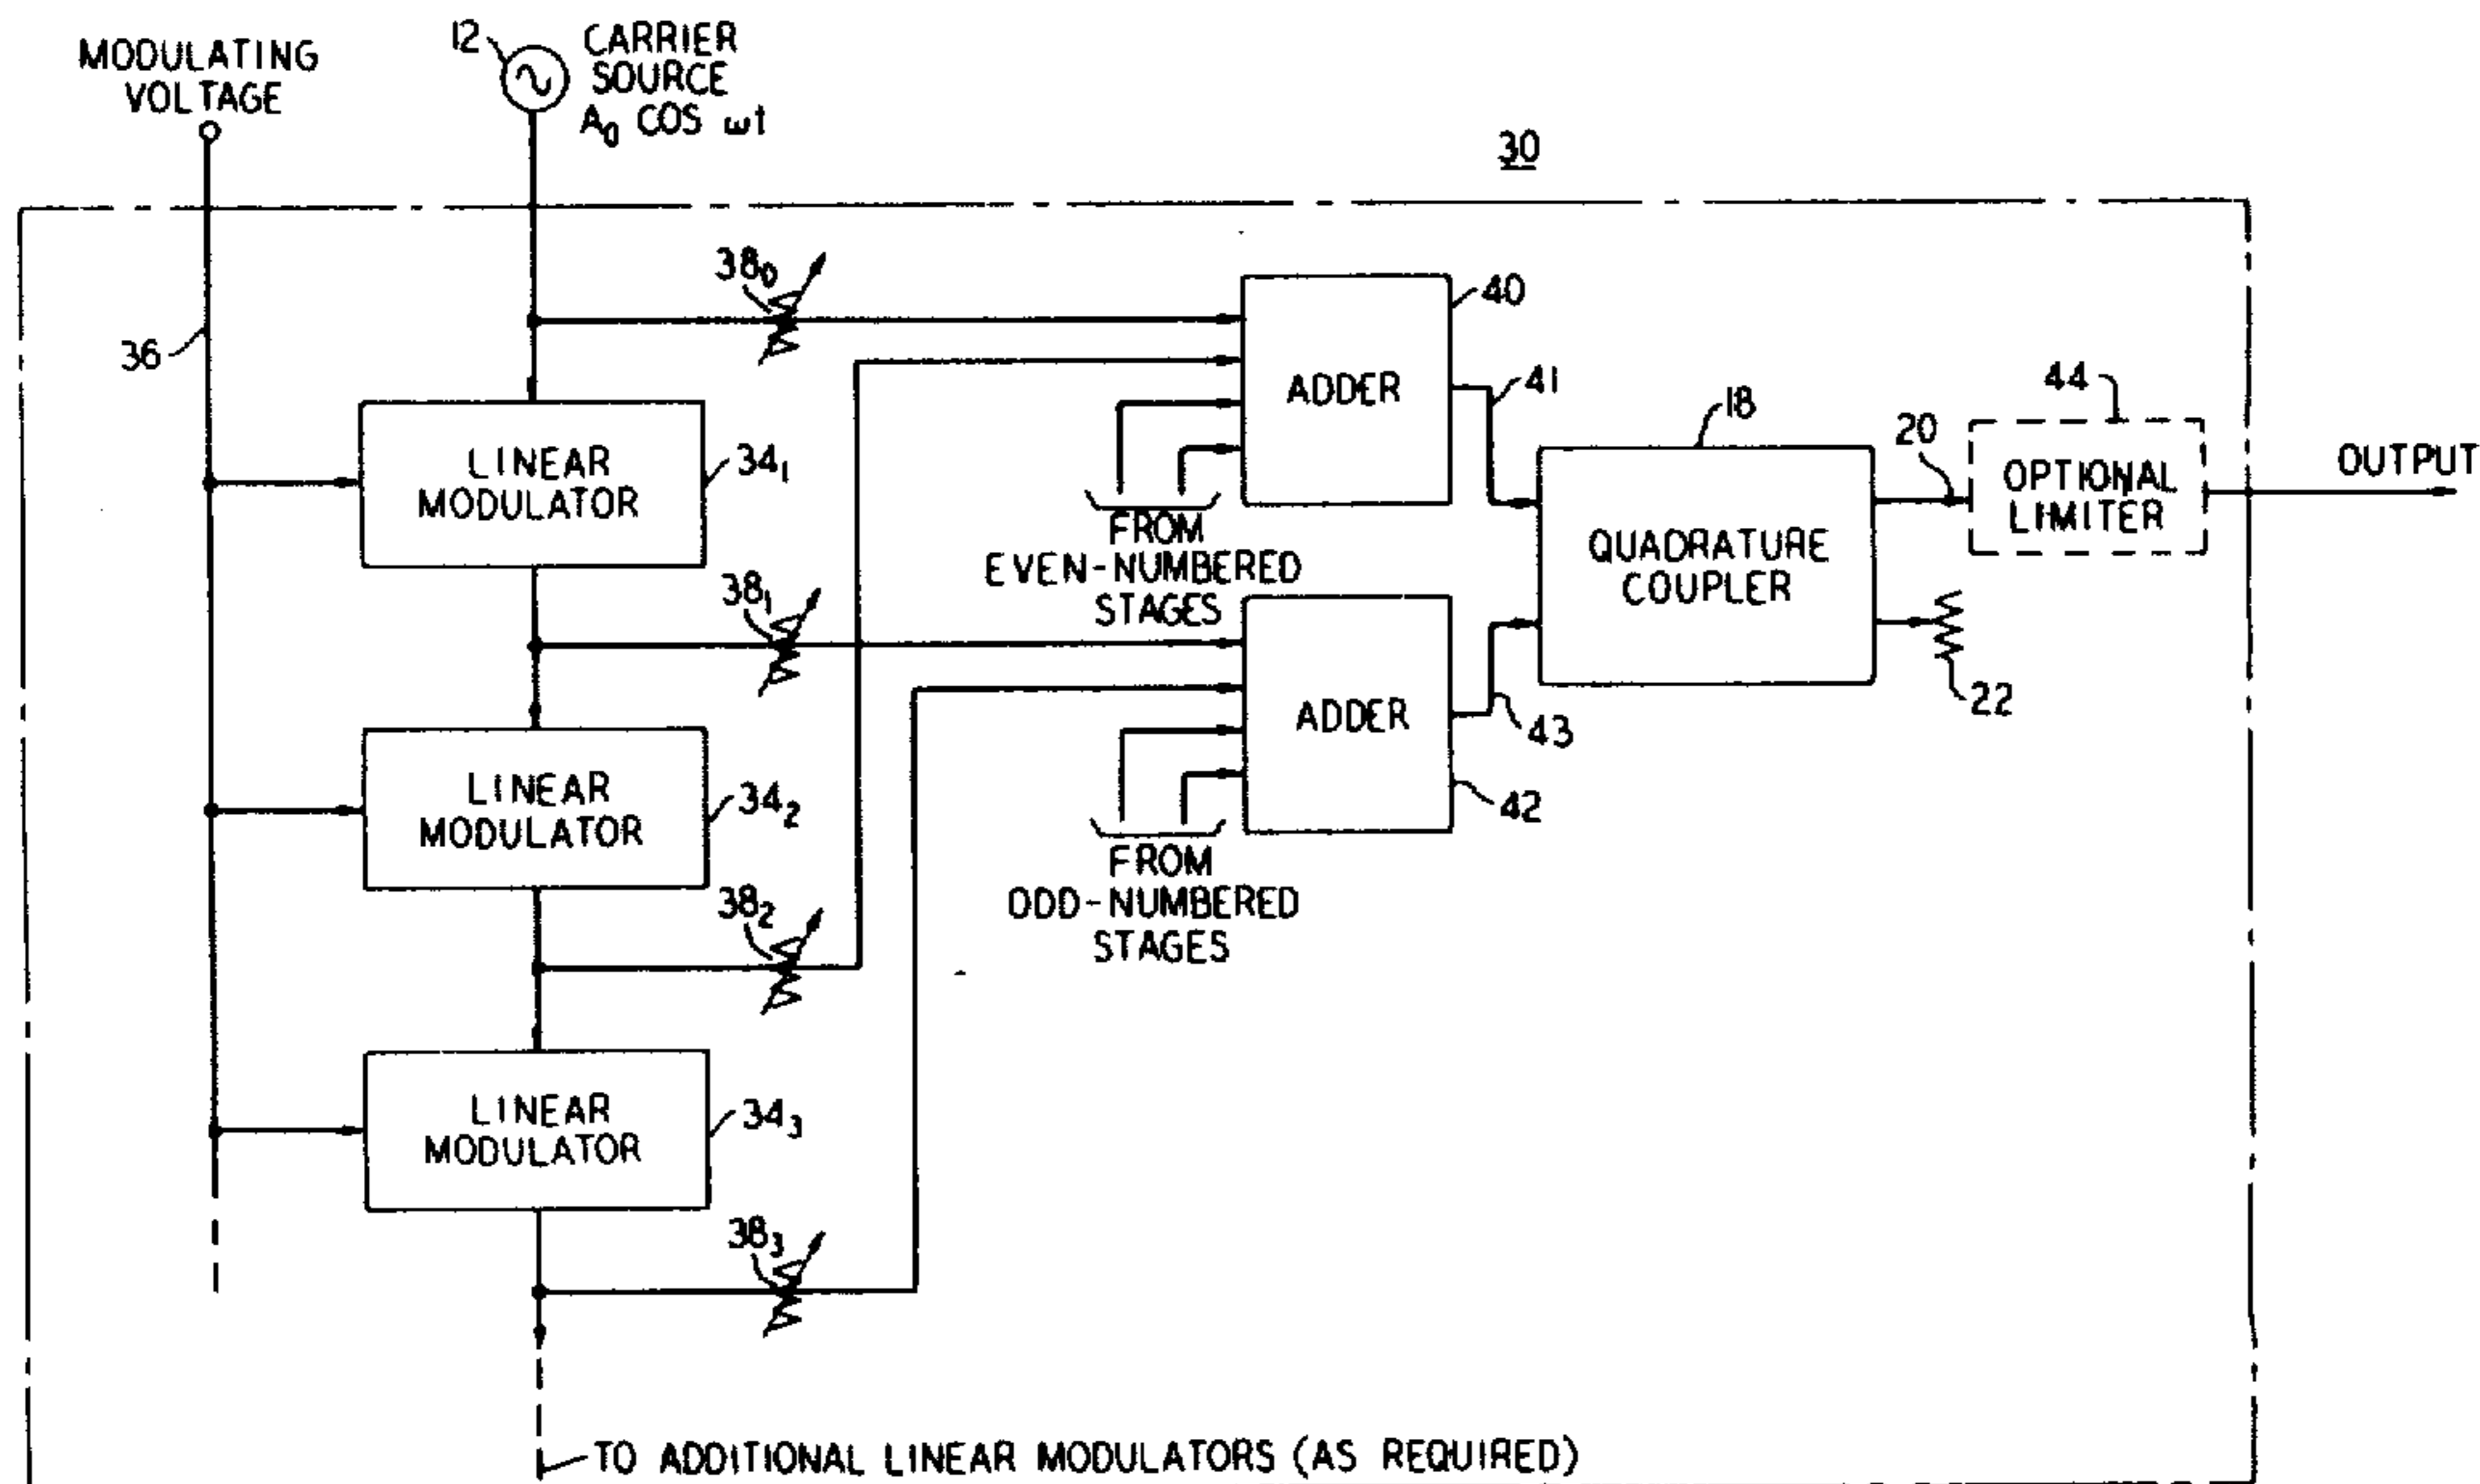 MODULATING
VOLTAGE
12
CARRIER
SOURCE
A₀ COS ωt
30
36
38₀
40
ADDER
41
44
18
20
OPTIONAL
LIMITER
OUTPUT
LINEAR
MODULATOR
34₁
FROM
EVEN-NUMBERED
STAGES
QUADRATURE
COUPLER
38₁
22
ADDER
43
42
LINEAR
MODULATOR
34₂
FROM
ODD-NUMBERED
STAGES
38₂
LINEAR
MODULATOR
34₃
38₃
TO ADDITIONAL LINEAR MODULATORS (AS REQUIRED)